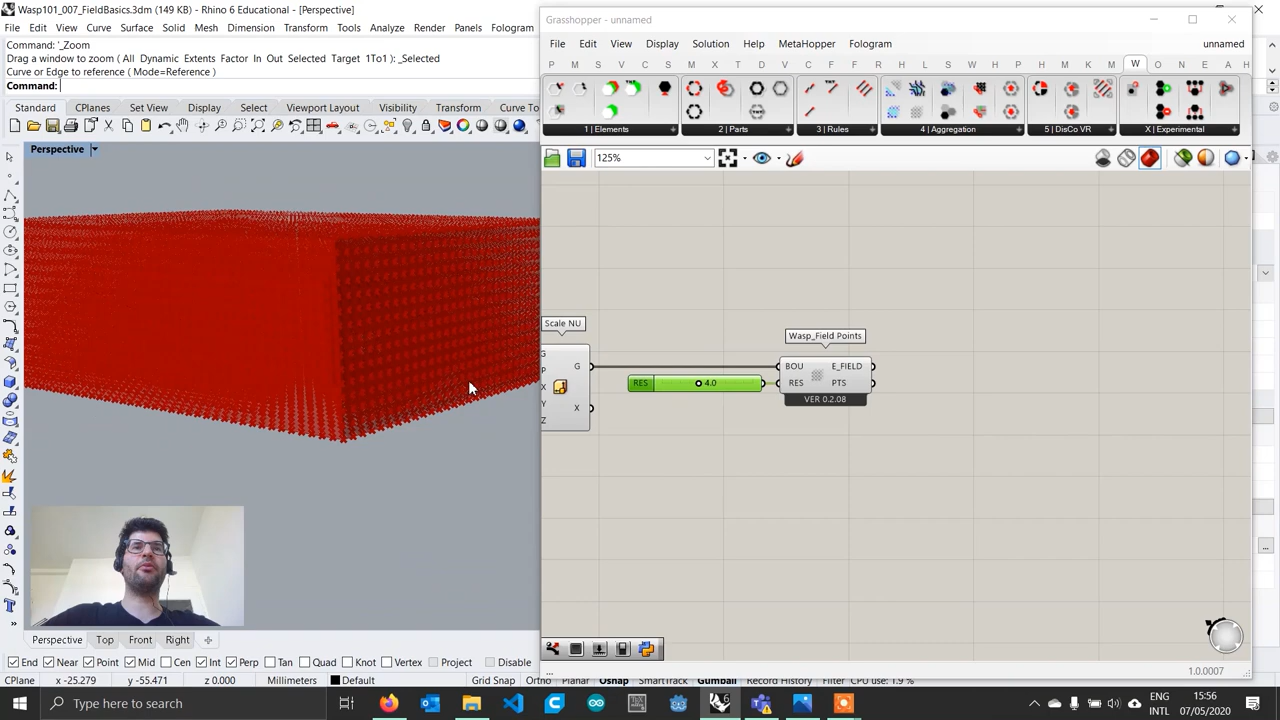 Wasp101_007_FieldBasics.3dm (149 KB) - Rhino 6 Educational - [Perspective]
File Edit View Curve Surface Solid Mesh Dimension Transform Tools Analyze Render Panels Fologram
Command: '_Zoom
Drag a window to zoom ( All Dynamic Extents Factor In Out Selected Target 1To1 ): _Selected
Curve or Edge to reference ( Mode=Reference )
Command:
Standard CPlanes Set View Display Select Viewport Layout Visibility Transform Curve To
Perspective
Grasshopper - unnamed
File Edit View Display Solution Help MetaHopper Fologram unnamed
P M S V C S M X T D V S R S W H S T M W O N E A H
1 | Elements 2 | Parts 3 | Rules 4 | Aggregation 5 | DisCo VR X | Experimental
125%
Scale NU
G
P
X
Y
Z
G
X
RES 4.0
Wasp_Field Points
BOU E_FIELD
RES PTS
VER 0.2.08
... 1.0.0007
Perspective Top Front Right
End Near Point Mid Cen Int Perp Tan Quad Knot Vertex Project Disable
CPlane x -25.279 y -55.471 z 0.000 Millimeters Default Grid Snap Ortho Planar Osnap SmartTrack Gumball Filter CPU use: 1.9 %
Type here to search
ENG
INTL
15:56
07/05/2020